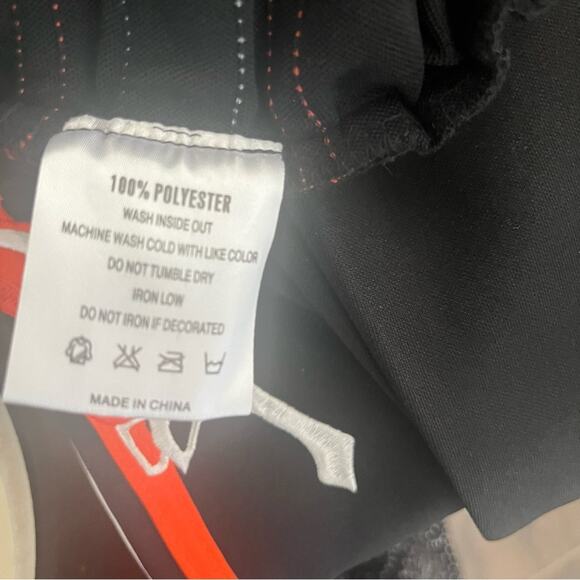 100% POLYESTER
WASH INSIDE OUT
MACHINE WASH COLD WITH LIKE COLOR
DO NOT TUMBLE DRY
IRON LOW
DO NOT IRON IF DECORATED
MADE IN CHINA